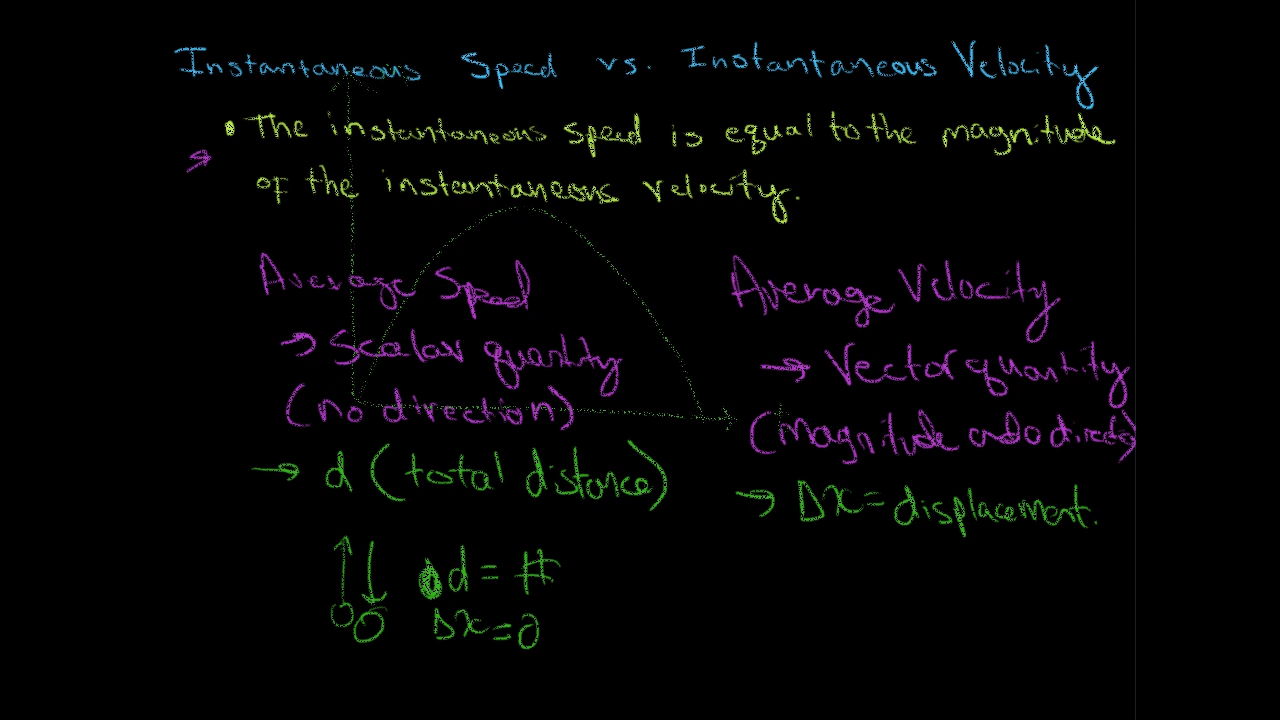 Instantaneous Speed vs. Instantaneous Velocity
• The instantaneous speed is equal to the magnitude
of the instantaneous velocity.
Average Speed
→ Scalar quantity
(no direction)
→ d (total distance)
d = #
Δx = 0
Average Velocity
→ Vector quantity
(Magnitude and direct)
→ Δx = displacement.